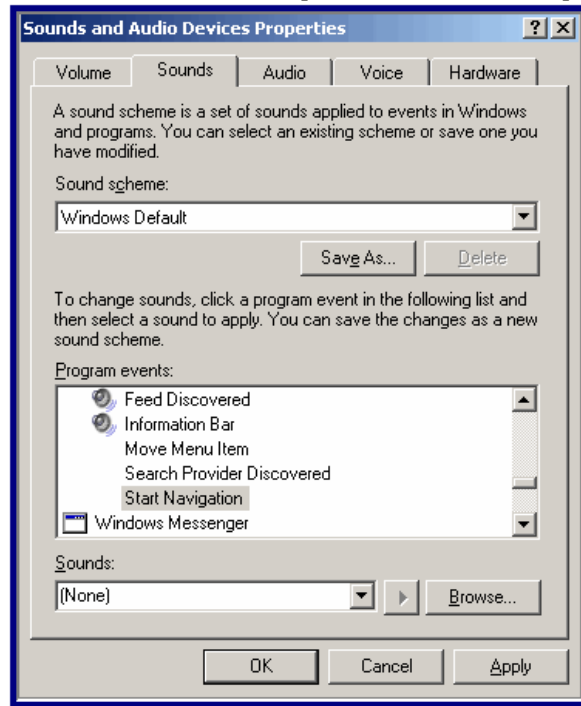 Sounds and Audio Devices Properties
Volume Sounds Audio Voice Hardware
A sound scheme is a set of sounds applied to events in Windows
and programs. You can select an existing scheme or save one you
have modified.
Sound scheme:
Windows Default
Save As... Delete
To change sounds, click a program event in the following list and
then select a sound to apply. You can save the changes as a new
sound scheme.
Program events:
Feed Discovered
Information Bar
Move Menu Item
Search Provider Discovered
Start Navigation
Windows Messenger
Sounds:
(None) Browse...
OK Cancel Apply